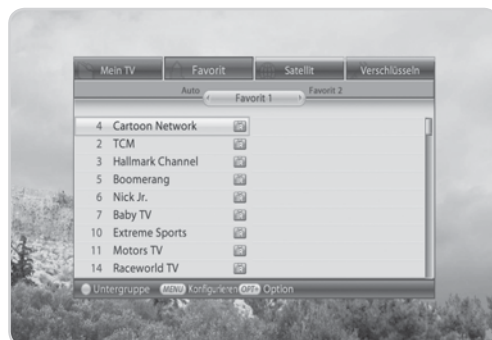 Mein TV Favorit Satellit Verschlüsseln
Auto Favorit 1 Favorit 2
4 Cartoon Network
2 TCM
3 Hallmark Channel
5 Boomerang
6 Nick Jr.
7 Baby TV
10 Extreme Sports
11 Motors TV
14 Raceworld TV
Untergruppe MENU Konfigurieren OPT+ Option